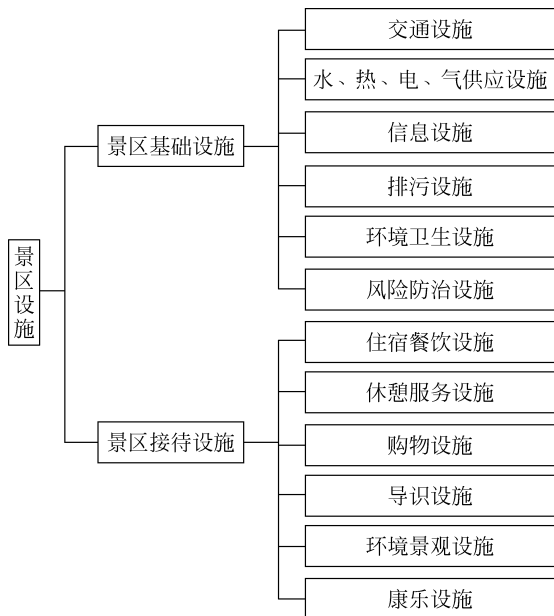 景区设施
景区基础设施
交通设施
水、热、电、气供应设施
信息设施
排污设施
环境卫生设施
风险防治设施
景区接待设施
住宿餐饮设施
休憩服务设施
购物设施
导识设施
环境景观设施
康乐设施